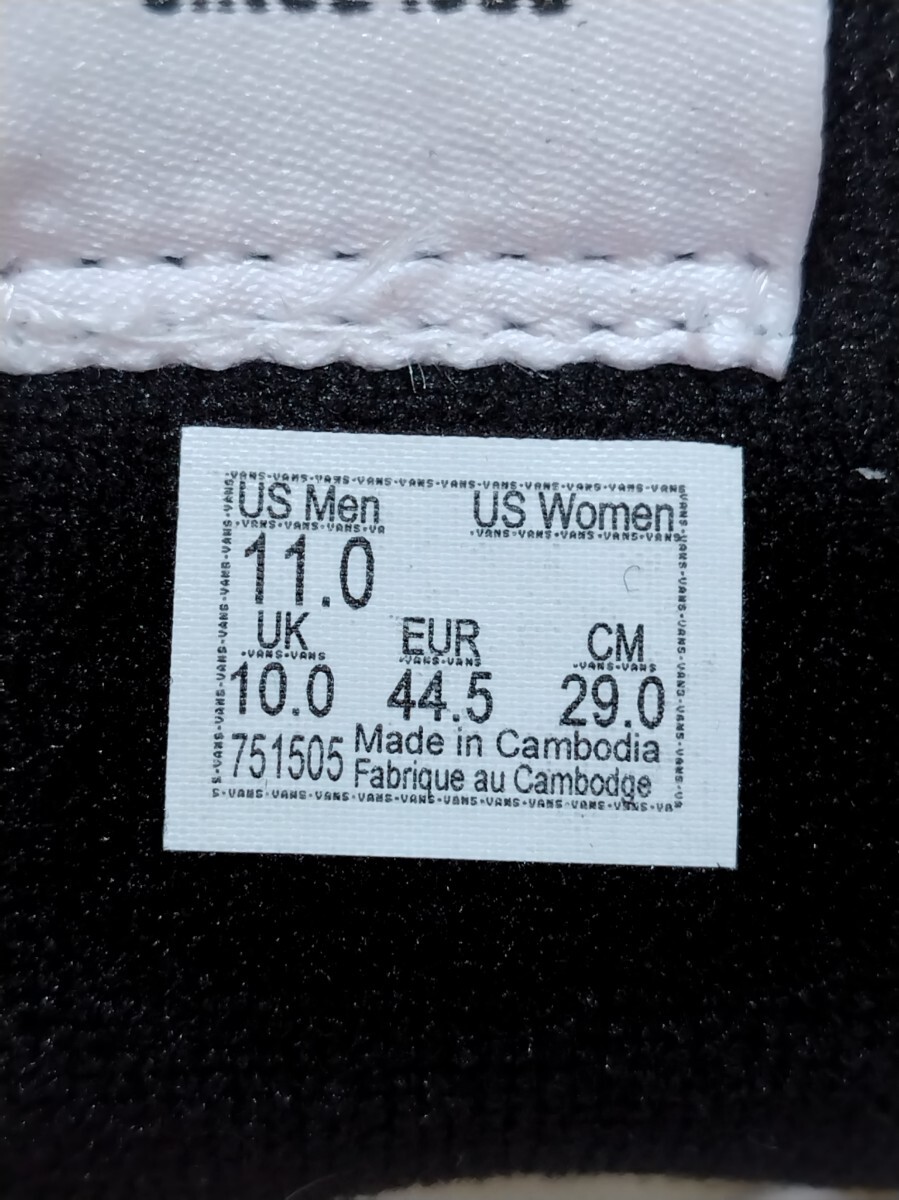 US Men US Women
11.0
UK EUR CM
10.0 44.5 29.0
751505 Made in Cambodia
Fabrique au Cambodge